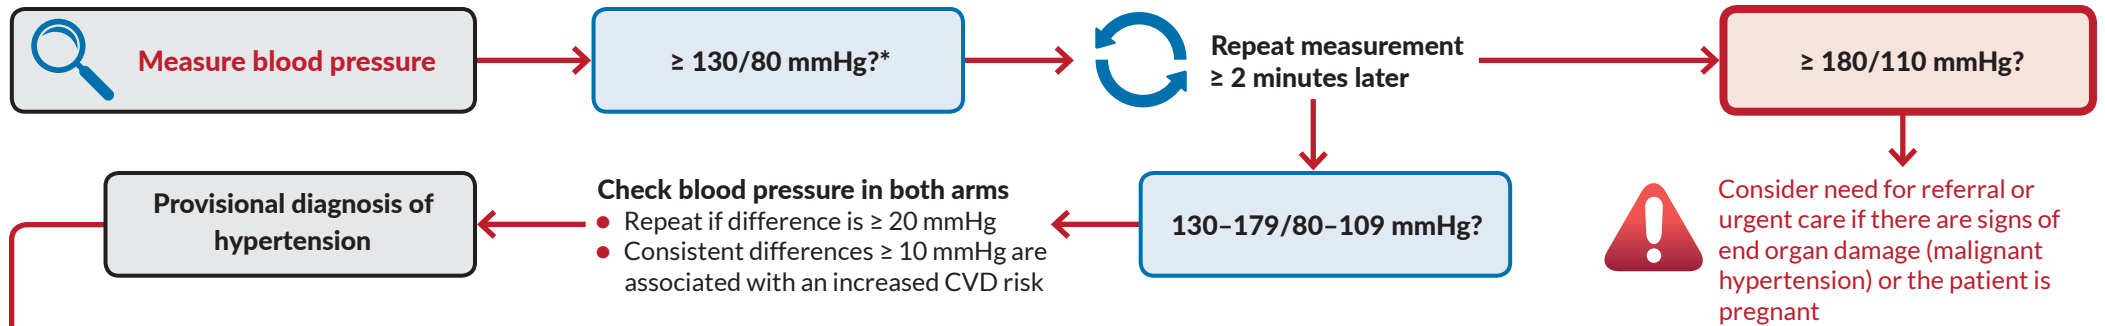 Measure blood pressure
≥ 130/80 mmHg?*
Repeat measurement
≥ 2 minutes later
≥ 180/110 mmHg?
Consider need for referral or
urgent care if there are signs of
end organ damage (malignant
hypertension) or the patient is
pregnant
130–179/80–109 mmHg?
Check blood pressure in both arms
● Repeat if difference is ≥ 20 mmHg
● Consistent differences ≥ 10 mmHg are
associated with an increased CVD risk
Provisional diagnosis of
hypertension